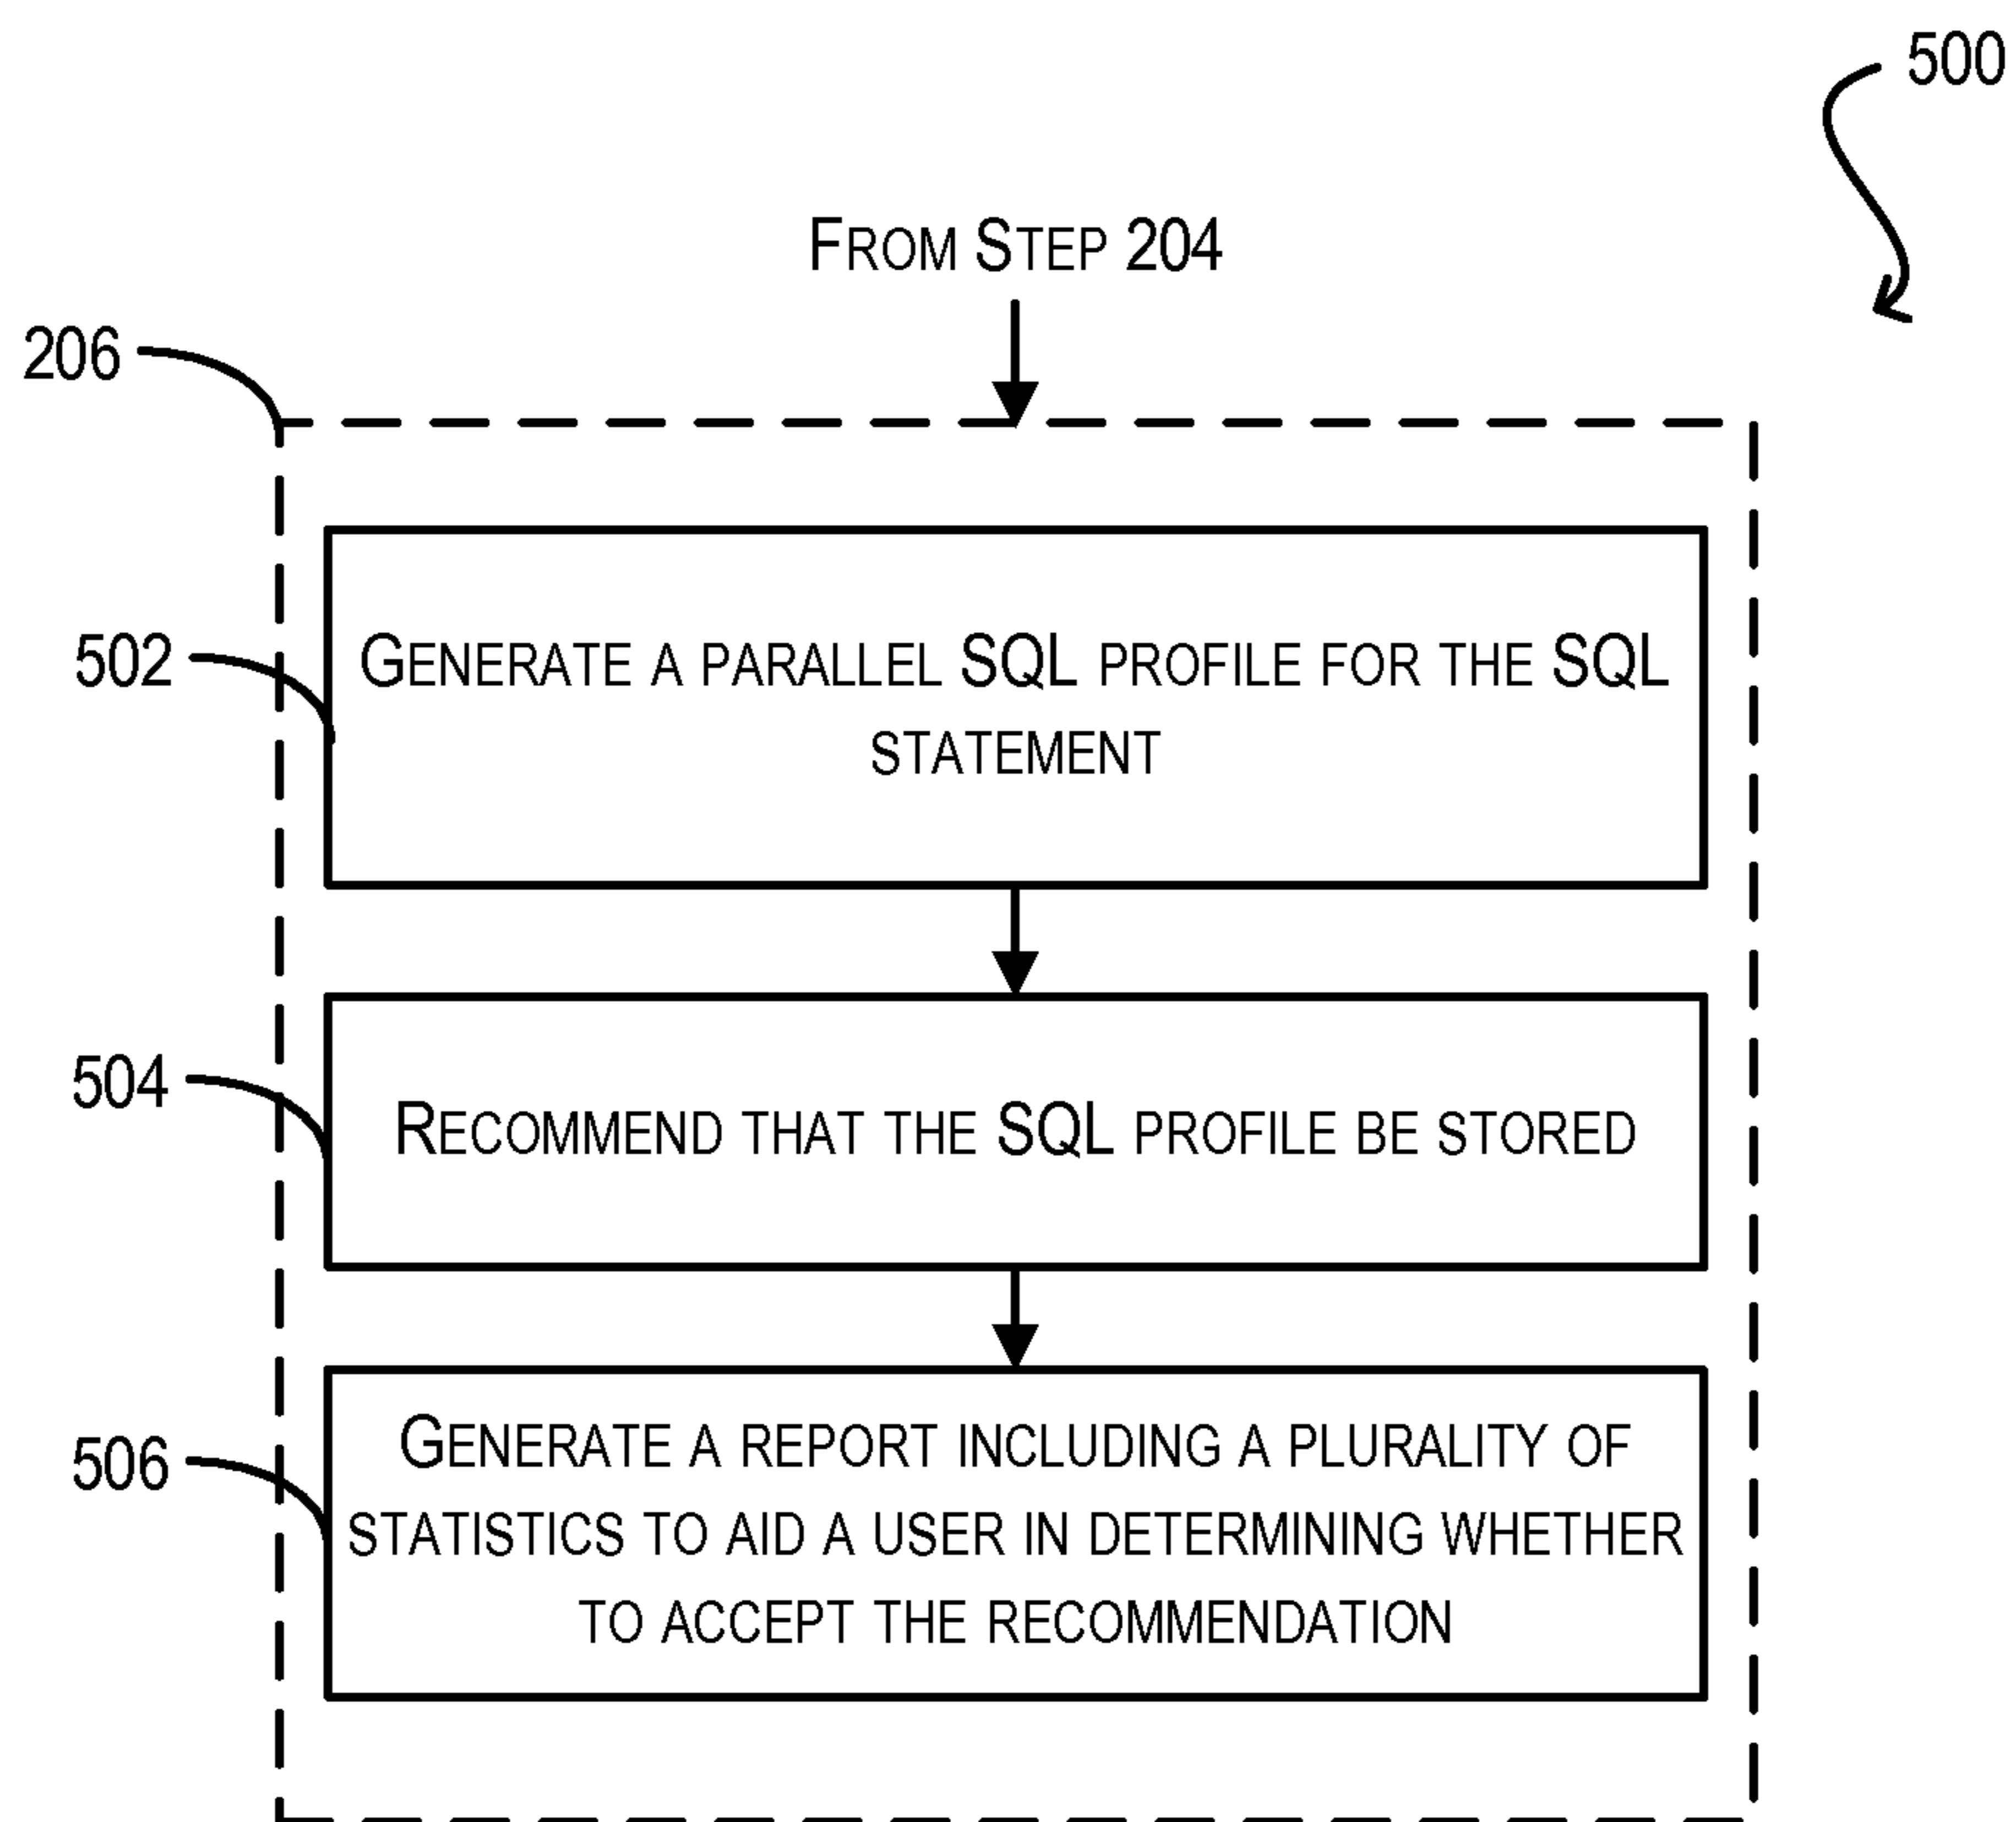 500
From Step 204
206
502
Generate a parallel SQL profile for the SQL
statement
504
Recommend that the SQL profile be stored
506
Generate a report including a plurality of
statistics to aid a user in determining whether
to accept the recommendation